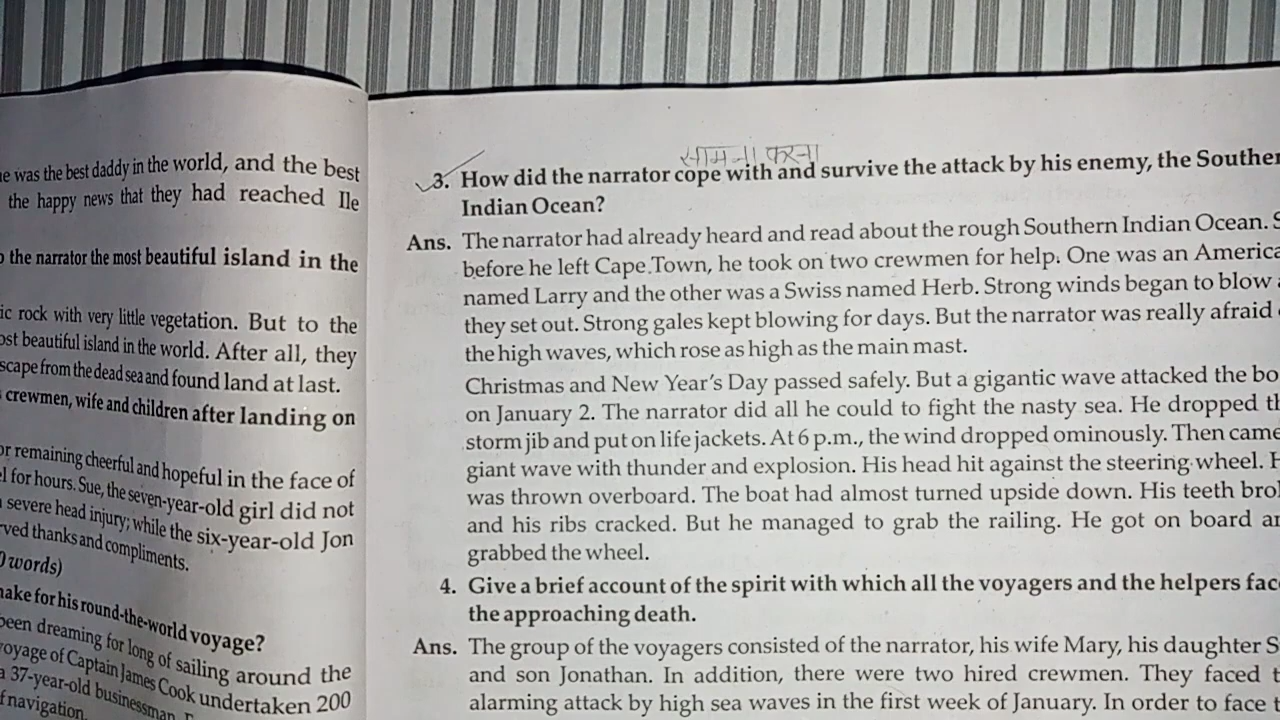 was the best daddy in the world, and the best
the happy news that they had reached Ile
the narrator the most beautiful island in the
rock with very little vegetation. But to the
beautiful island in the world. After all, they
from the dead sea and found land at last.
crewmen, wife and children after landing on
remaining cheerful and hopeful in the face of
for hours. Sue, the seven-year-old girl did not
severe head injury; while the six-year-old Jon
thanks and compliments.
words)
for his round-the-world voyage?
been dreaming for long of sailing around the
of Captain James Cook undertaken 200
37-year-old businessman.
navigation.
सामना करना
3. How did the narrator cope with and survive the attack by his enemy, the
Indian Ocean?
Ans. The narrator had already heard and read about the rough Southern Indian Ocean.
before he left Cape Town, he took on two crewmen for help. One was an
named Larry and the other was a Swiss named Herb. Strong winds began to blow
they set out. Strong gales kept blowing for days. But the narrator was really afraid
the high waves, which rose as high as the main mast.
Christmas and New Year's Day passed safely. But a gigantic wave attacked the
on January 2. The narrator did all he could to fight the nasty sea. He dropped
storm jib and put on life jackets. At 6 p.m., the wind dropped ominously. Then came
giant wave with thunder and explosion. His head hit against the steering wheel.
was thrown overboard. The boat had almost turned upside down. His teeth
and his ribs cracked. But he managed to grab the railing. He got on board
grabbed the wheel.
4. Give a brief account of the spirit with which all the voyagers and the helpers
the approaching death.
Ans. The group of the voyagers consisted of the narrator, his wife Mary, his daughter
and son Jonathan. In addition, there were two hired crewmen. They faced
alarming attack by high sea waves in the first week of January. In order to face